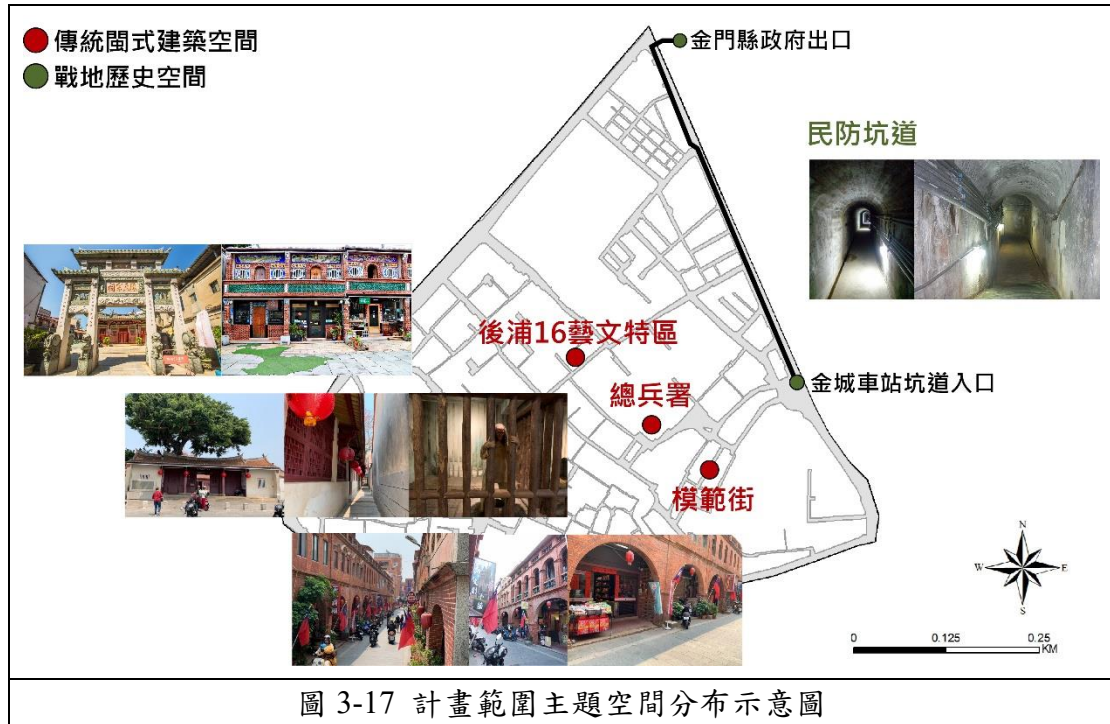 傳統閩式建築空間
戰地歷史空間
金門縣政府出口
民防坑道
後浦16藝文特區
總兵署
金城車站坑道入口
模範街
N
W
E
S
0
0.125
0.25
KM
圖 3-17 計畫範圍主題空間分布示意圖